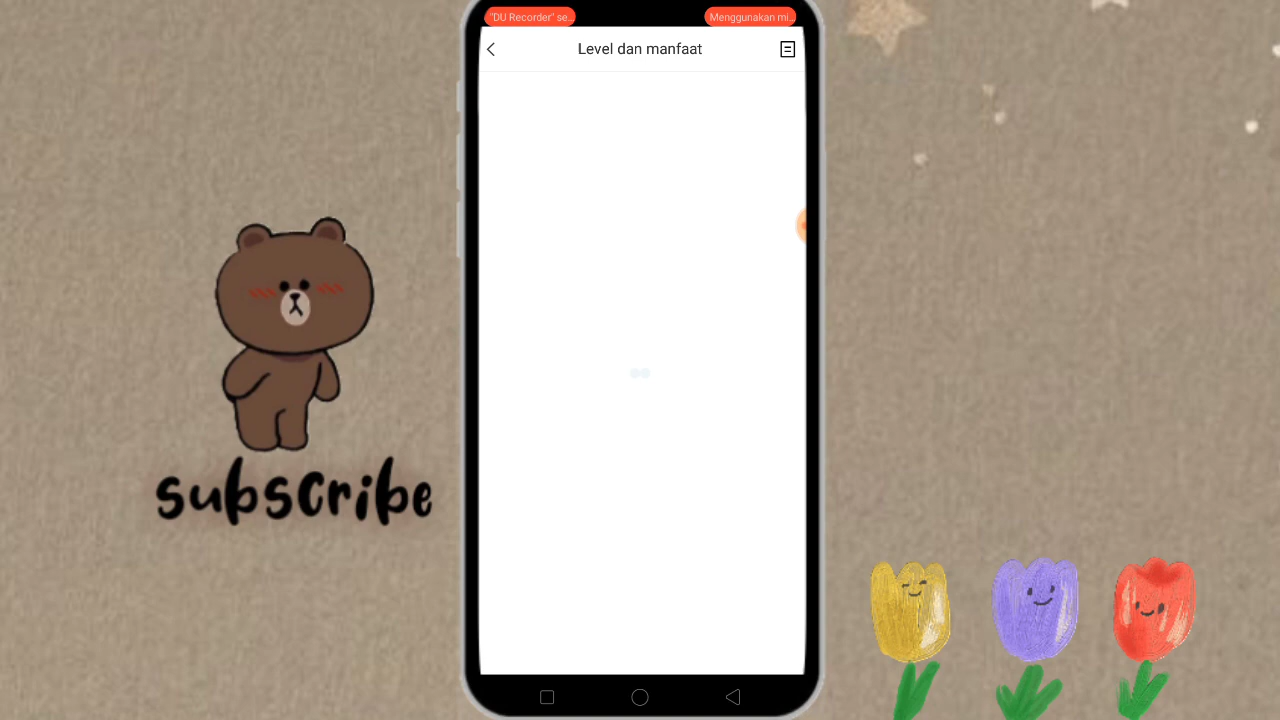 "DU Recorder" se...
Menggunakan mi...
Level dan manfaat
subscribe